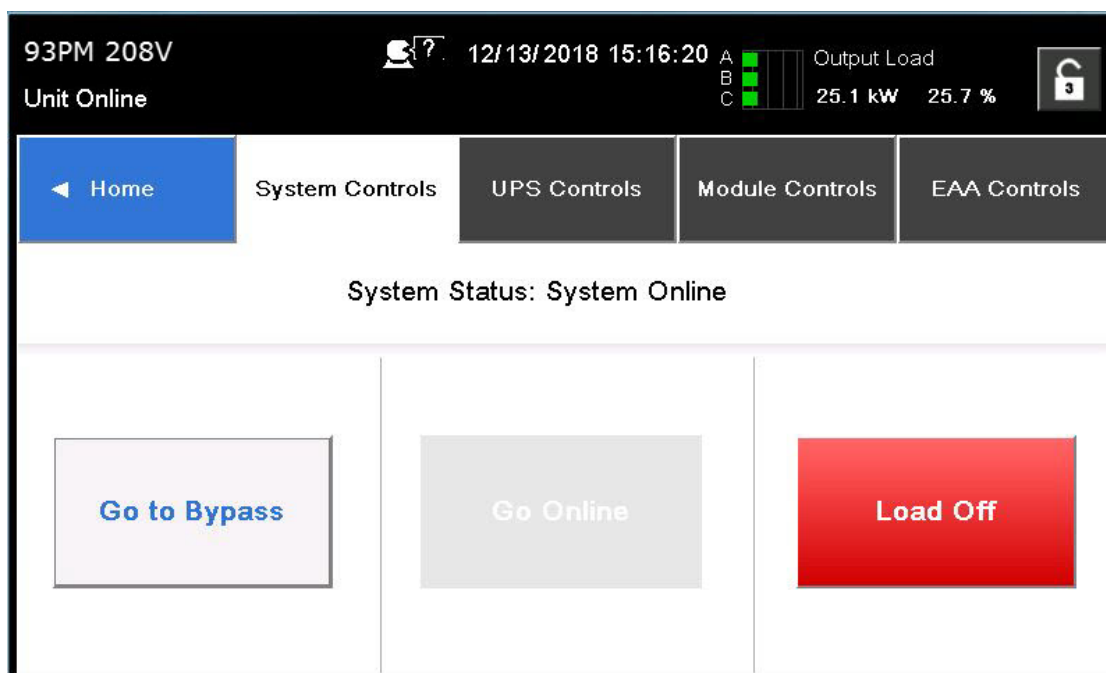 93PM 208V
? 12/13/2018 15:16:20
Unit Online
A
B
C
Output Load
25.1 kW 25.7 %
3
◄ Home
System Controls
UPS Controls
Module Controls
EAA Controls
System Status: System Online
Go to Bypass
Go Online
Load Off